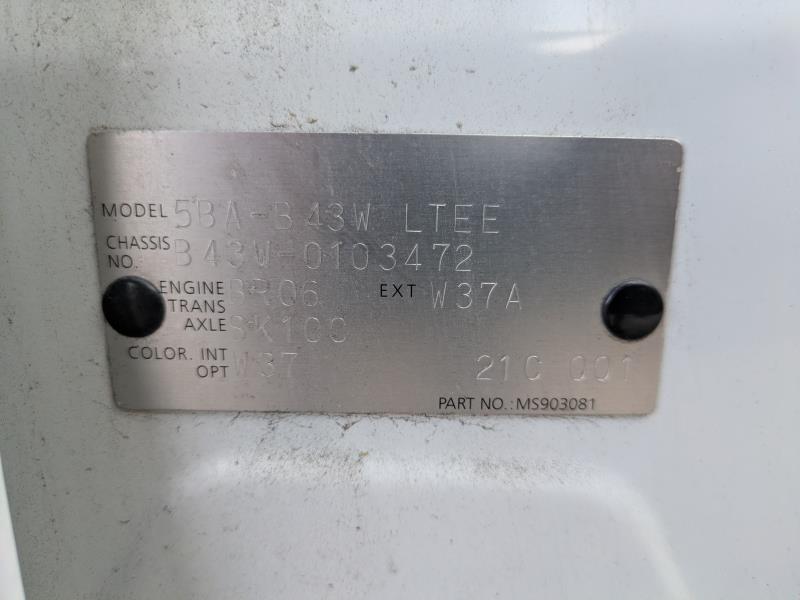 MODEL 5BA-B43W LTEE
CHASSIS NO. B43W-0103472
ENGINE BR06 EXT W37A
TRANS
AXLE SK100
COLOR. INT W37 21C 001
OPT
PART NO.:MS903081